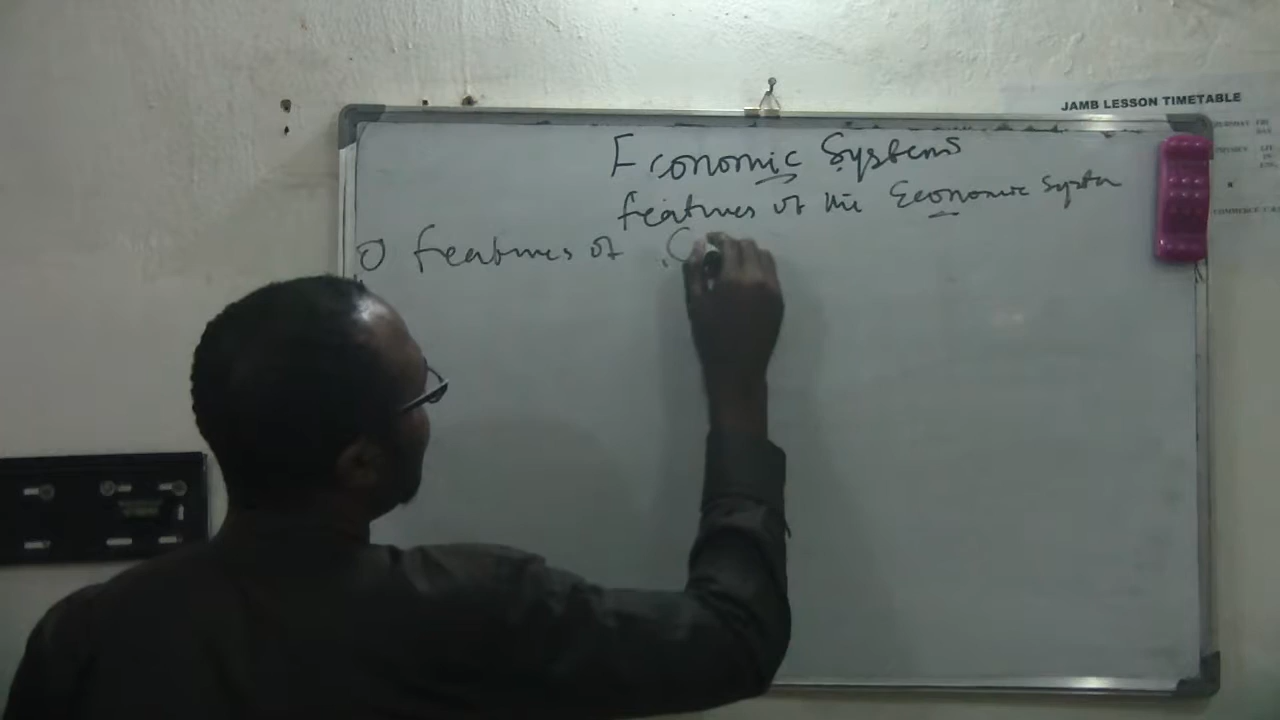 JAMB LESSON TIMETABLE
Economic Systems
features of the Economic System
features of C